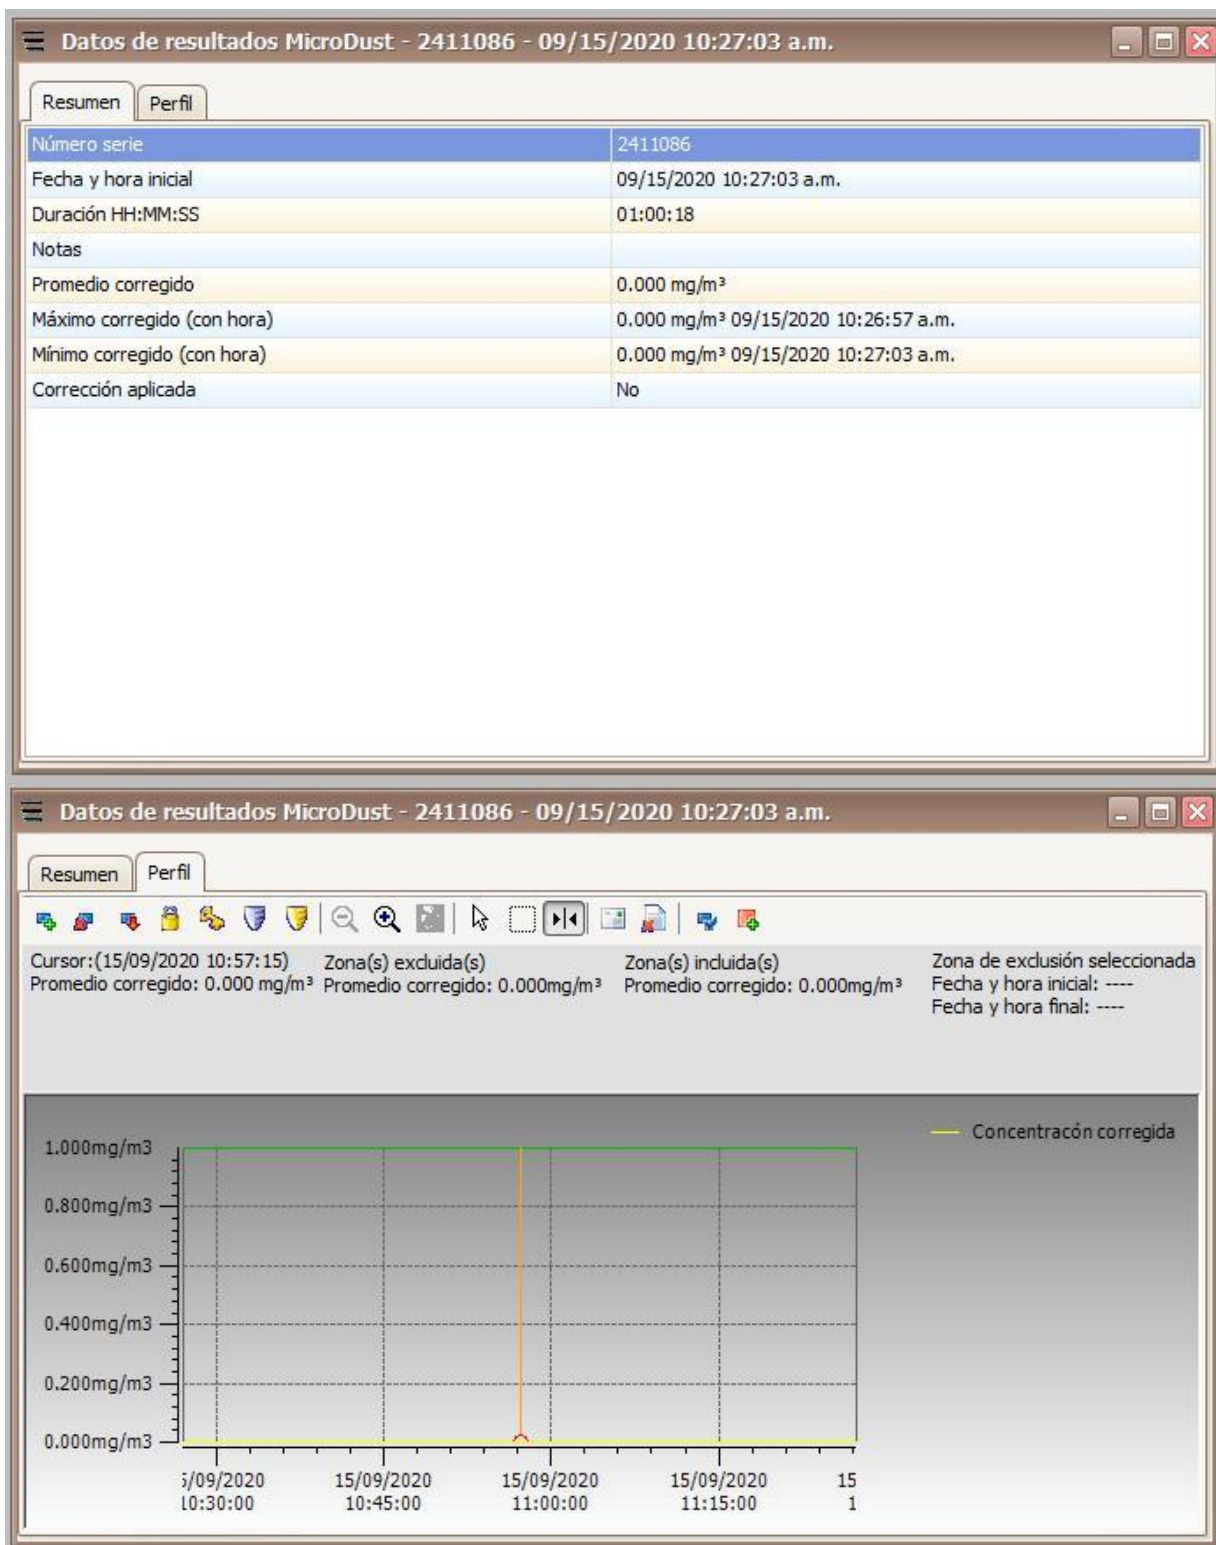 Datos de resultados MicroDust - 2411086 - 09/15/2020 10:27:03 a.m.
Resumen Perfil
Número serie 2411086
Fecha y hora inicial 09/15/2020 10:27:03 a.m.
Duración HH:MM:SS 01:00:18
Notas
Promedio corregido 0.000 mg/m³
Máximo corregido (con hora) 0.000 mg/m³ 09/15/2020 10:26:57 a.m.
Mínimo corregido (con hora) 0.000 mg/m³ 09/15/2020 10:27:03 a.m.
Corrección aplicada No
Datos de resultados MicroDust - 2411086 - 09/15/2020 10:27:03 a.m.
Resumen Perfil
Cursor:(15/09/2020 10:57:15) Zona(s) excluida(s) Zona(s) incluida(s) Zona de exclusión seleccionada
Promedio corregido: 0.000 mg/m³ Promedio corregido: 0.000mg/m³ Promedio corregido: 0.000mg/m³ Fecha y hora inicial: ----
Fecha y hora final: ----
Concentracón corregida
1.000mg/m3
0.800mg/m3
0.600mg/m3
0.400mg/m3
0.200mg/m3
0.000mg/m3
/09/2020 15/09/2020 15/09/2020 15/09/2020 15
10:30:00 10:45:00 11:00:00 11:15:00 1